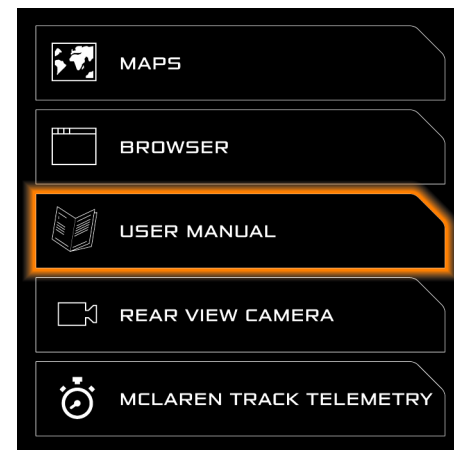 MAPS
BROWSER
USER MANUAL
REAR VIEW CAMERA
MCLAREN TRACK TELEMETRY